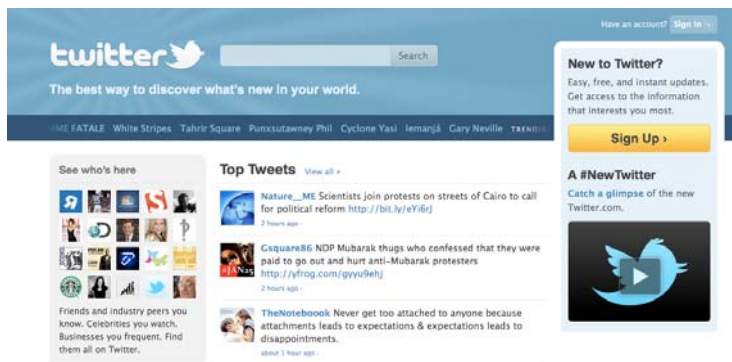 Have an account? Sign in
twitter
Search
The best way to discover what's new in your world.
FATALE White Stripes Tahrir Square Punxsutawney Phil Cyclone Yasi Iemanjá Gary Neville
New to Twitter?
Easy, free, and instant updates.
Get access to the information
that interests you most.
Sign Up ›
A #NewTwitter
Catch a glimpse of the new
Twitter.com.
See who's here
Friends and industry peers you
know. Celebrities you watch.
Businesses you frequent. Find
them all on Twitter.
Top Tweets View all ›
Nature__ME Scientists join protests on streets of Cairo to call
for political reform http://bit.ly/eYi6rJ
2 hours ago
#JAN25
Gsquare86 NDP Mubarak thugs who confessed that they were
paid to go out and hurt anti-Mubarak protesters
http://yfrog.com/gyyu9ehj
2 hours ago
TheNoteboook Never get too attached to anyone because
attachments leads to expectations & expectations leads to
disappointments.
about 1 hour ago